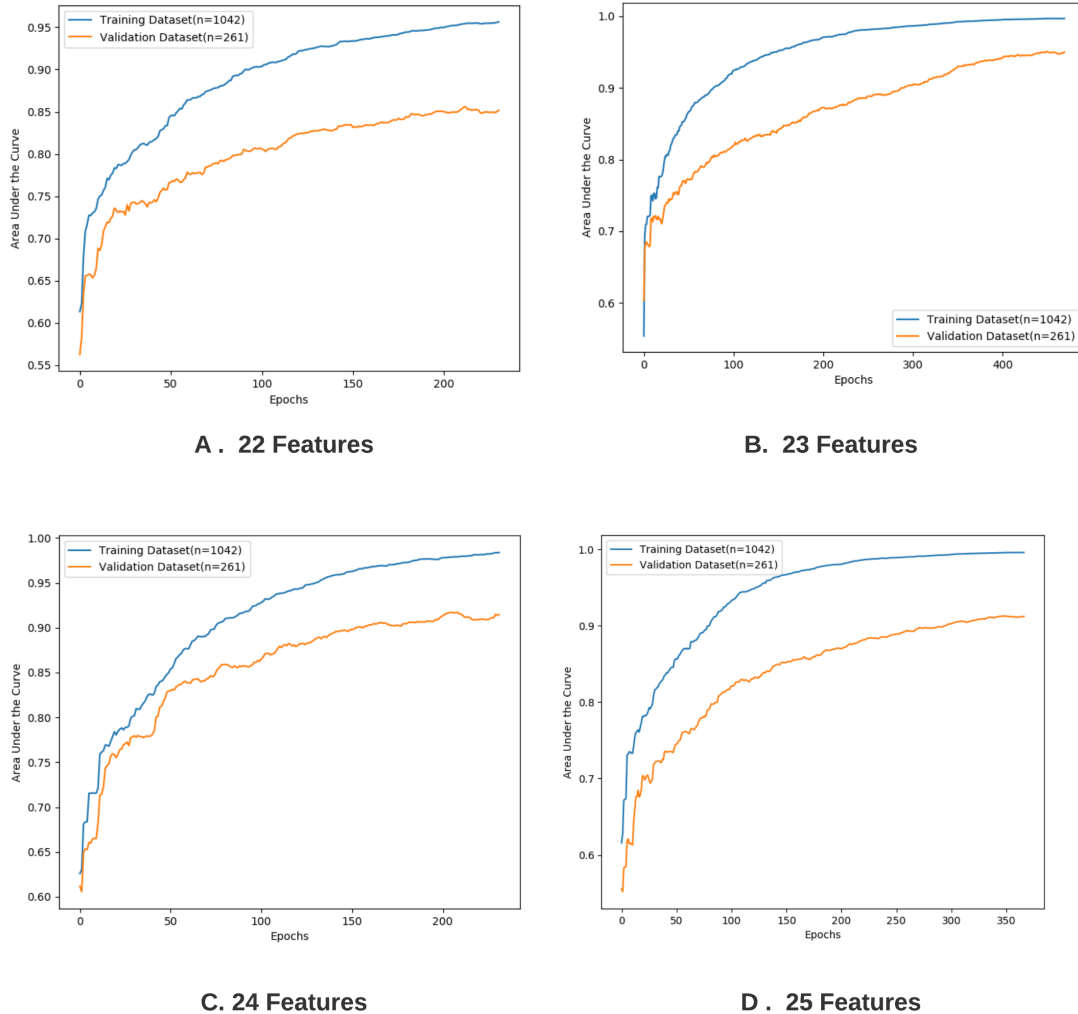 Training Dataset(n=1042)
Validation Dataset(n=261)
0.95
0.90
0.85
0.80
0.75
0.70
0.65
0.60
0.55
Area Under the Curve
0 50 100 150 200
Epochs
A . 22 Features
1.0
0.9
0.8
0.7
0.6
Area Under the Curve
Training Dataset(n=1042)
Validation Dataset(n=261)
0 100 200 300 400
Epochs
B. 23 Features
Training Dataset(n=1042)
Validation Dataset(n=261)
1.00
0.95
0.90
0.85
0.80
0.75
0.70
0.65
0.60
Area Under the Curve
0 50 100 150 200
Epochs
C. 24 Features
Training Dataset(n=1042)
Validation Dataset(n=261)
1.0
0.9
0.8
0.7
0.6
Area Under the Curve
0 50 100 150 200 250 300 350
Epochs
D . 25 Features